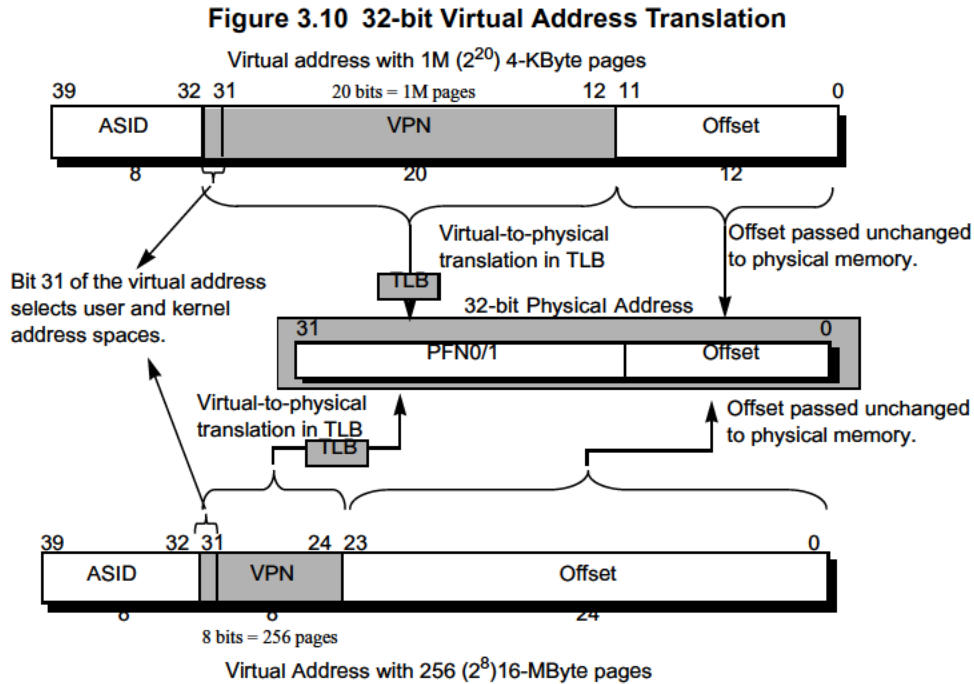 Figure 3.10 32-bit Virtual Address Translation
Virtual address with 1M (2²⁰) 4-KByte pages
39 32 31 20 bits = 1M pages 12 11 0
ASID VPN Offset
8 20 12
Virtual-to-physical
translation in TLB
Offset passed unchanged
to physical memory.
Bit 31 of the virtual address
selects user and kernel
address spaces.
TLB
32-bit Physical Address
31 0
PFN0/1 Offset
Virtual-to-physical
translation in TLB
TLB
Offset passed unchanged
to physical memory.
39 32 31 24 23 0
ASID VPN Offset
8 8 24
8 bits = 256 pages
Virtual Address with 256 (2⁸)16-MByte pages